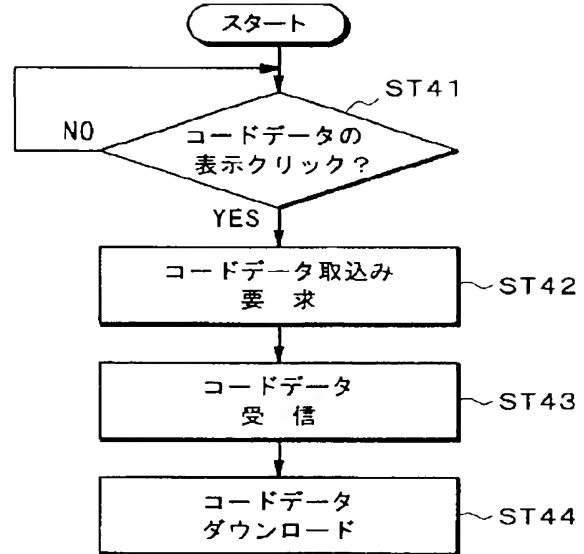 スタート
ST41
コードデータの
表示クリック?
NO
YES
コードデータ取込み
要 求
ST42
コードデータ
受 信
ST43
コードデータ
ダウンロード
ST44